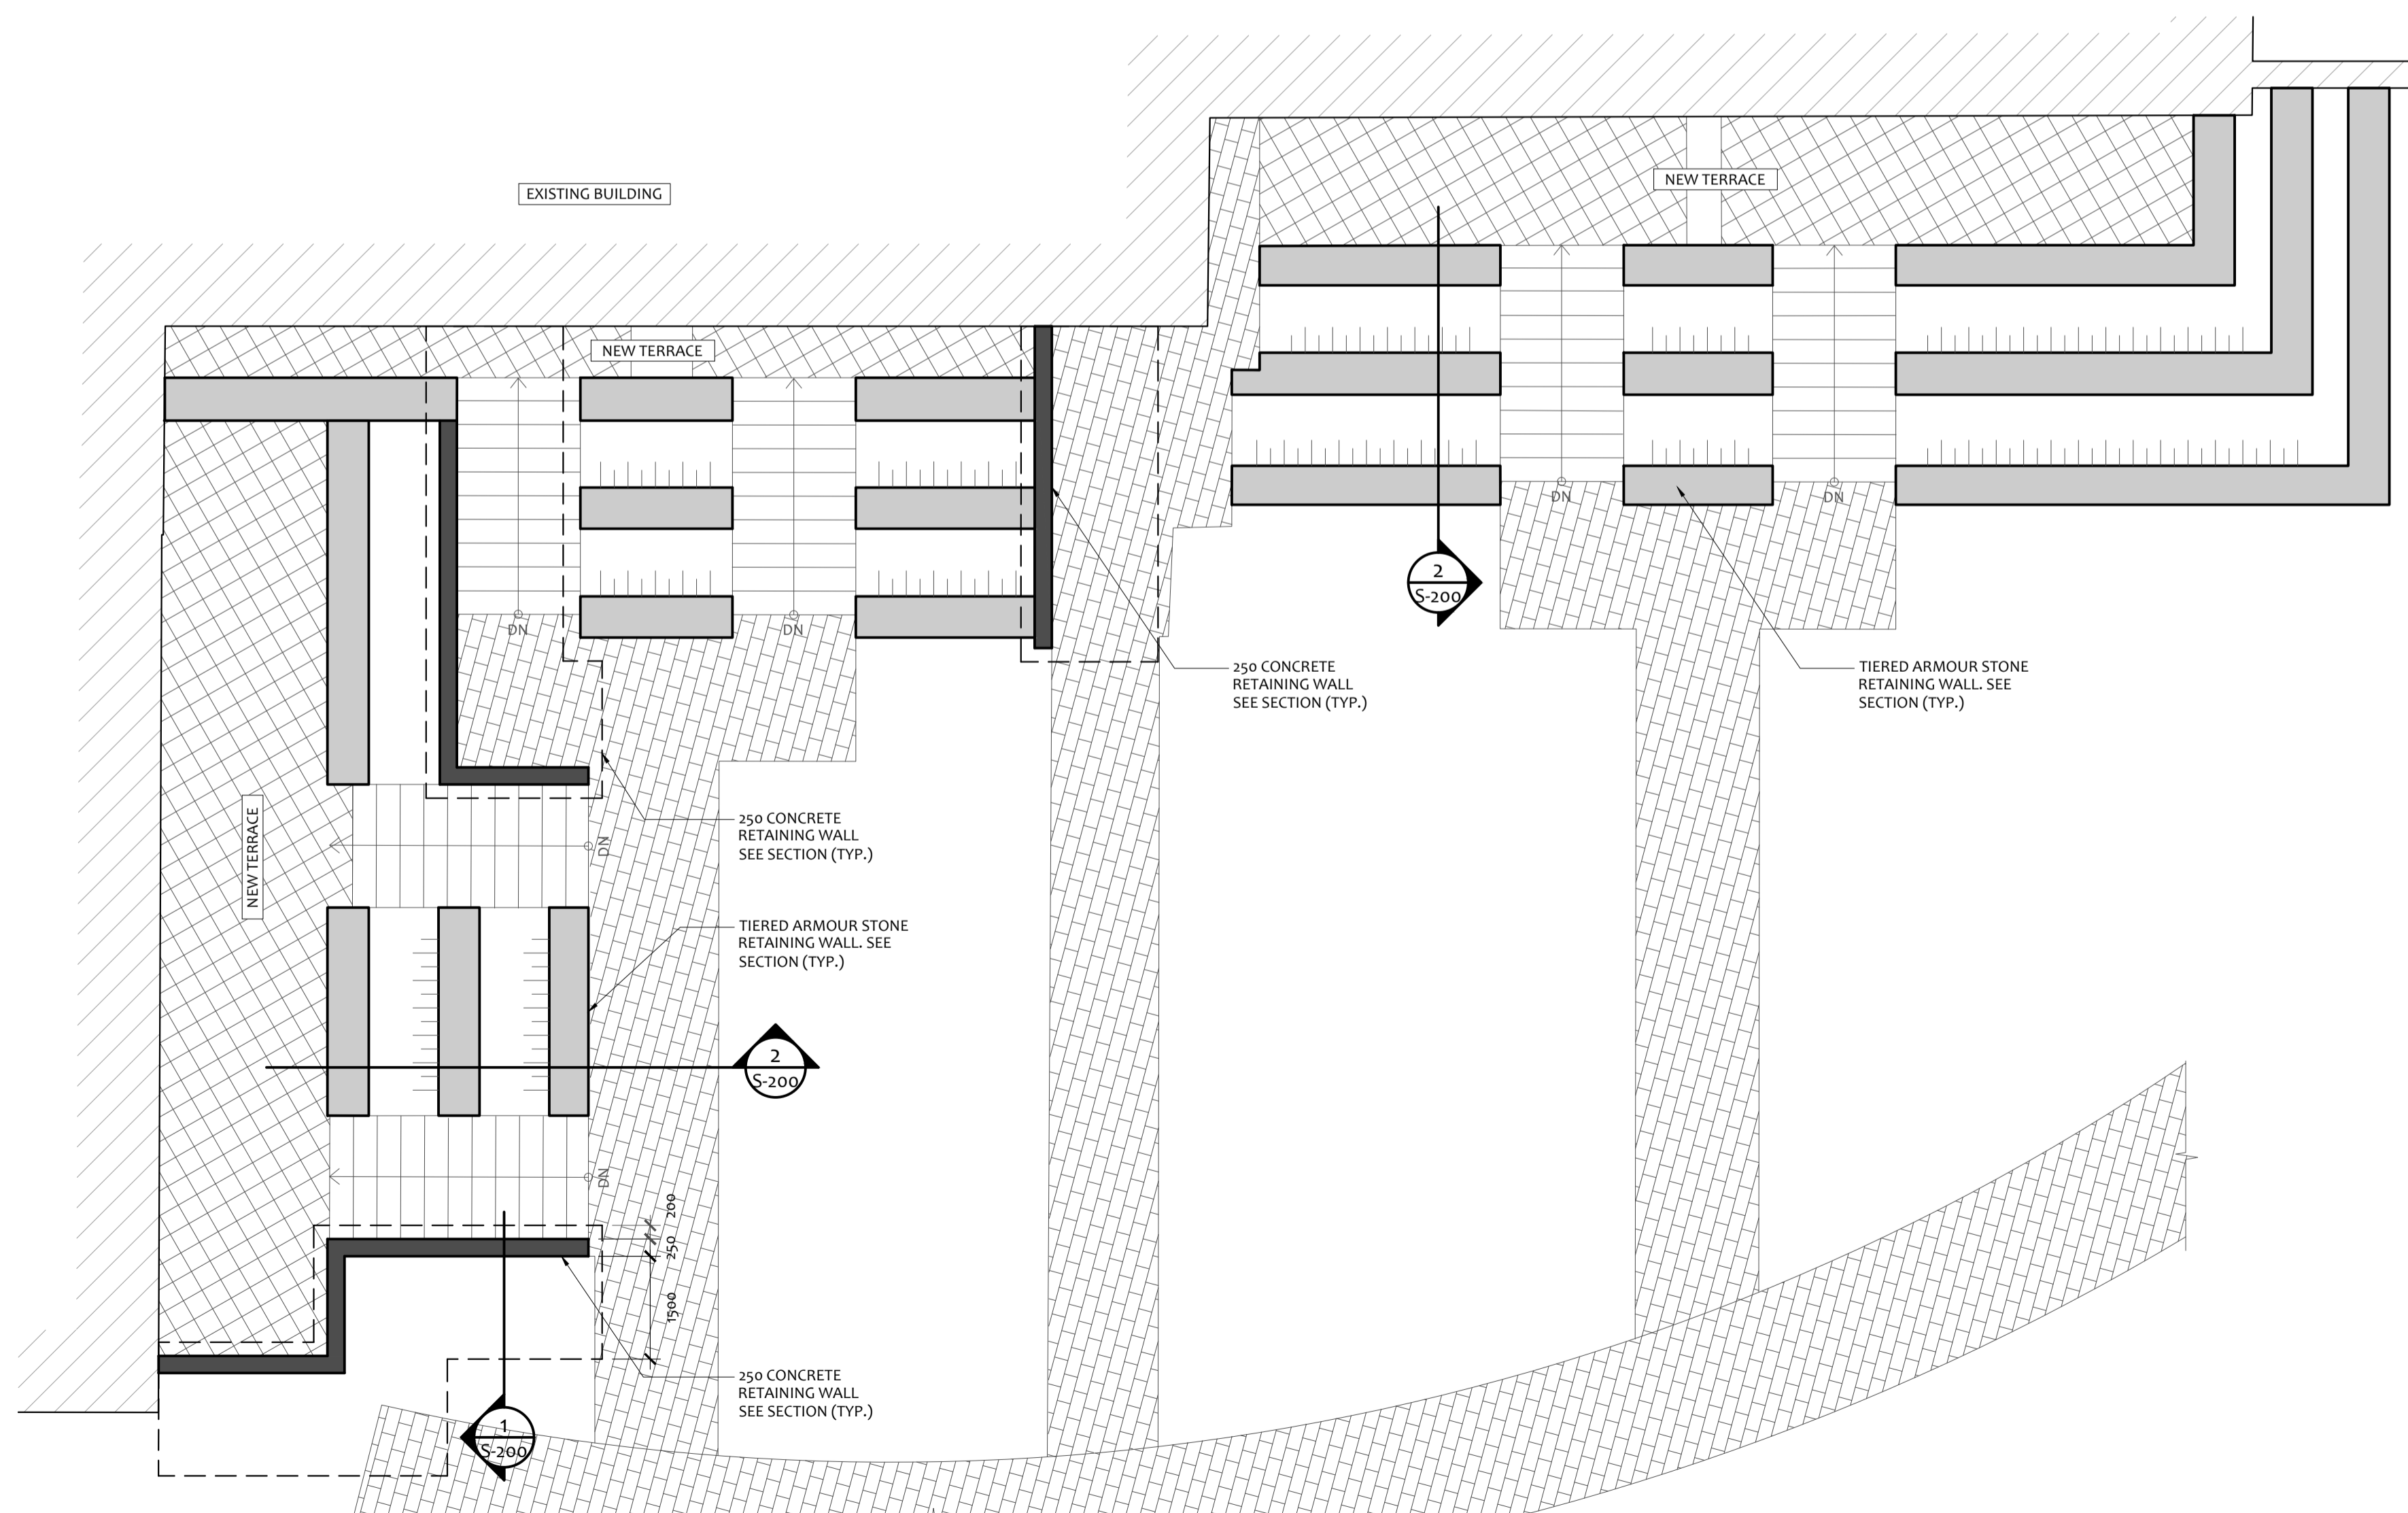 EXISTING BUILDING
NEW TERRACE
NEW TERRACE
DN
DN
2
S-200
DN
DN
250 CONCRETE
RETAINING WALL
SEE SECTION (TYP.)
TIERED ARMOUR STONE
RETAINING WALL. SEE
SECTION (TYP.)
250 CONCRETE
RETAINING WALL
SEE SECTION (TYP.)
NEW TERRACE
DN
TIERED ARMOUR STONE
RETAINING WALL. SEE
SECTION (TYP.)
2
S-200
DN
200
250
1500
250 CONCRETE
RETAINING WALL
SEE SECTION (TYP.)
1
S-200